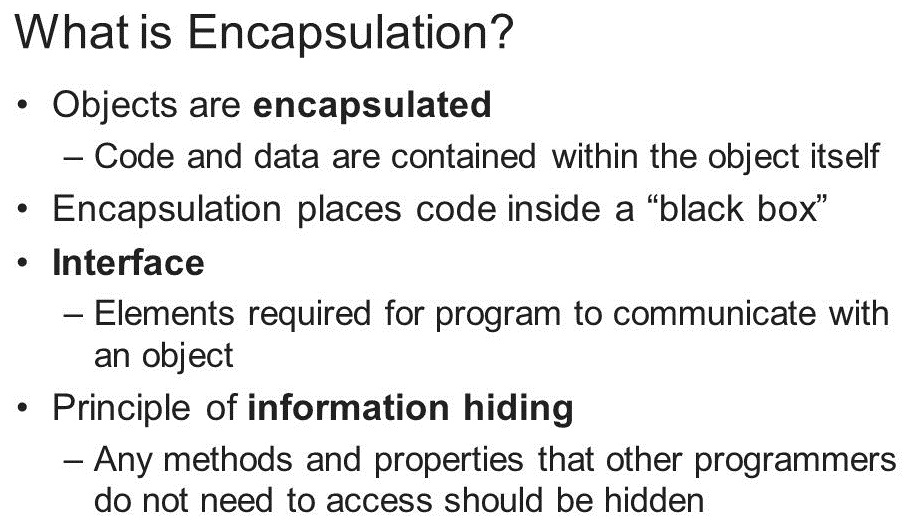 What is Encapsulation?
• Objects are encapsulated
– Code and data are contained within the object itself
• Encapsulation places code inside a “black box”
• Interface
– Elements required for program to communicate with
an object
• Principle of information hiding
– Any methods and properties that other programmers
do not need to access should be hidden